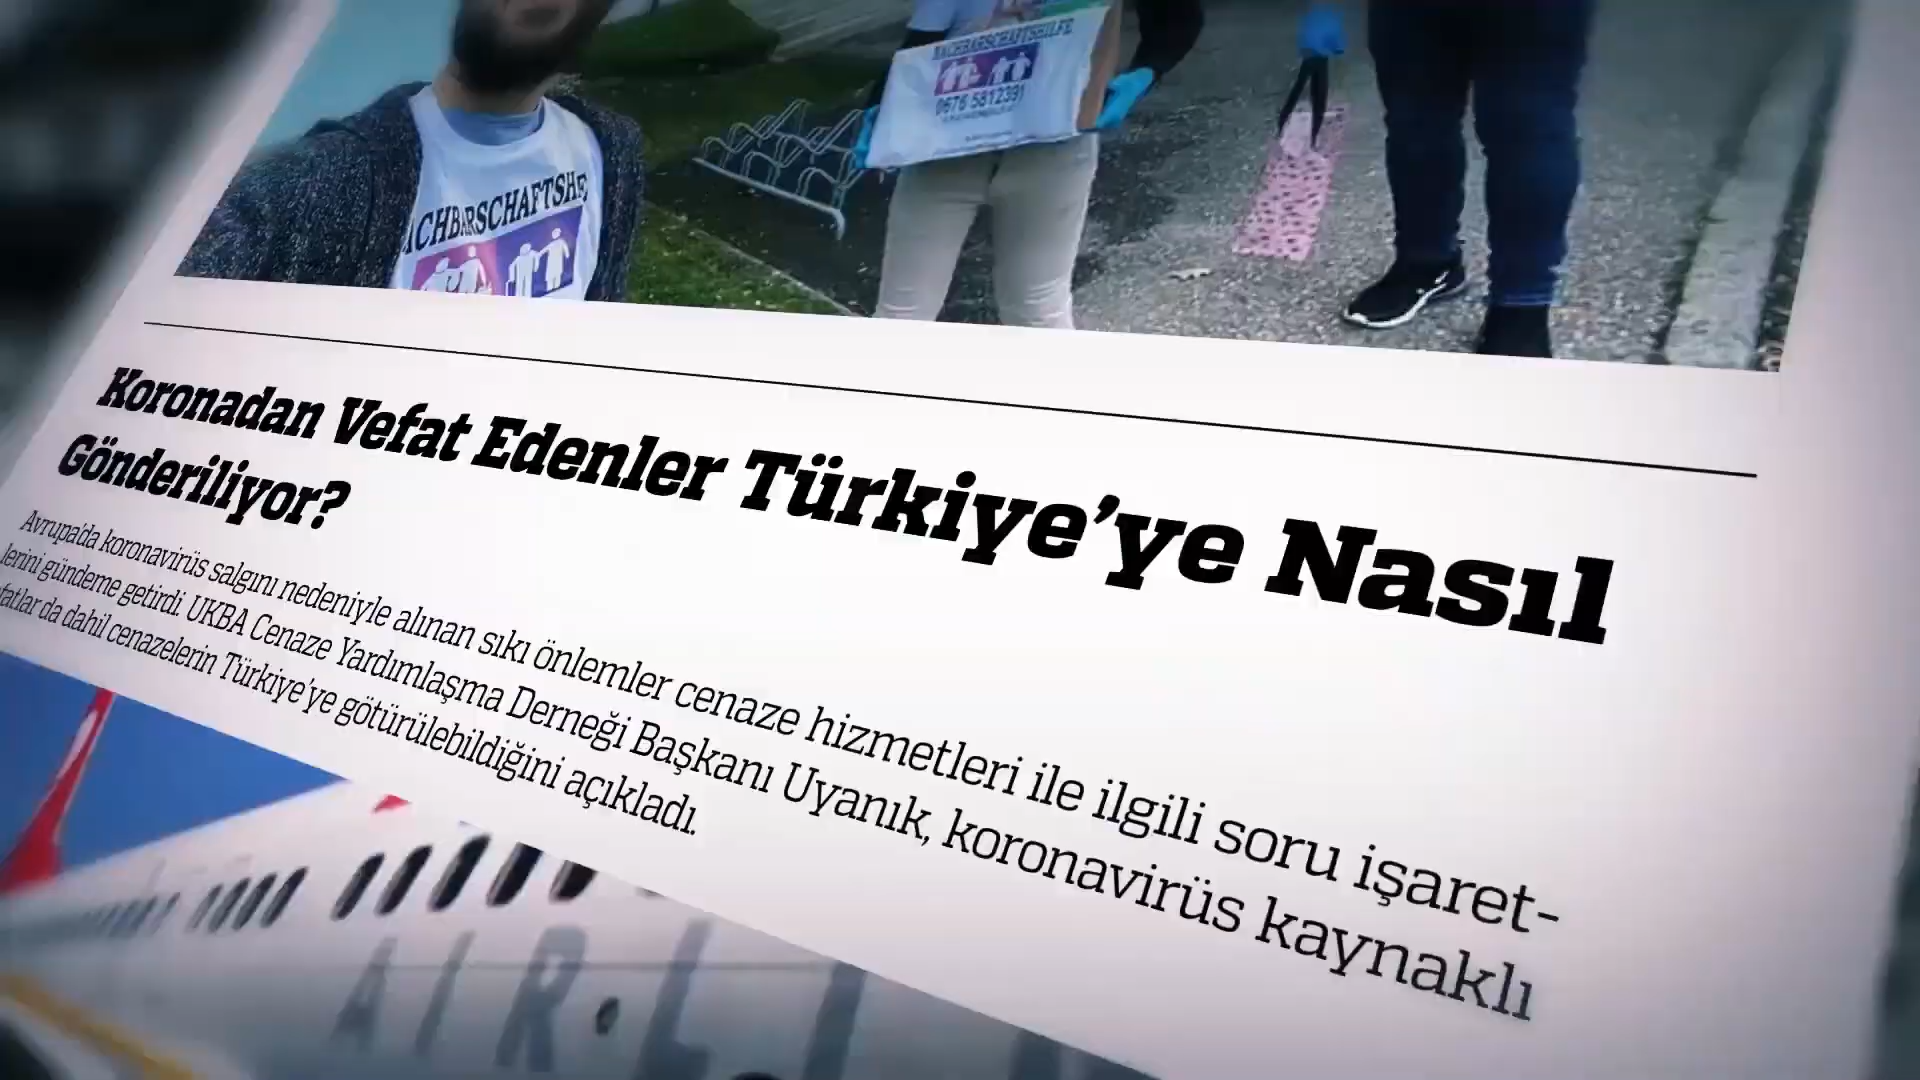 NACHBARSCHAFTSHILFE
0676 5812391
ACHBARSCHAFTSHE
Koronadan Vefat Edenler Türkiye'ye Nasıl
Gönderiliyor?
Avrupa'da koronavirüs salgını nedeniyle alınan sıkı önlemler cenaze hizmetleri ile ilgili soru işaret-
lerini gündeme getirdi. UKBA Cenaze Yardımlaşma Derneği Başkanı Uyanık, koronavirüs kaynaklı
fatlar da dahil cenazelerin Türkiye'ye götürülebildiğini açıkladı.
AIRLI